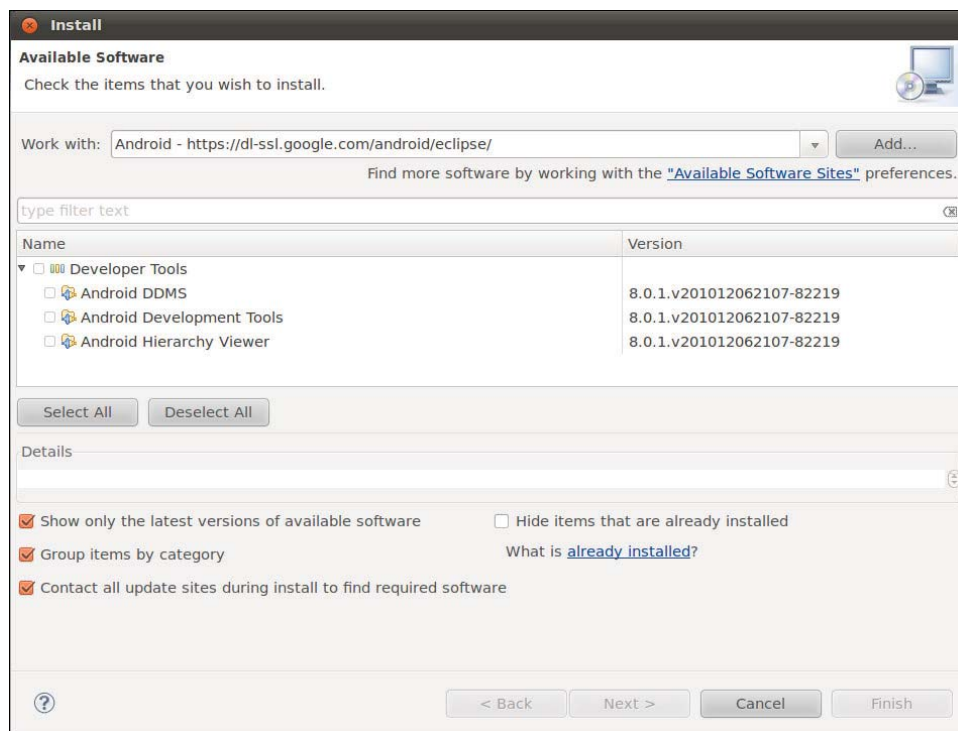 Install
Available Software
Check the items that you wish to install.
Work with: Android - https://dl-ssl.google.com/android/eclipse/ Add...
Find more software by working with the "Available Software Sites" preferences.
type filter text
Name Version
Developer Tools
Android DDMS 8.0.1.v201012062107-82219
Android Development Tools 8.0.1.v201012062107-82219
Android Hierarchy Viewer 8.0.1.v201012062107-82219
Select All Deselect All
Details
Show only the latest versions of available software Hide items that are already installed
Group items by category What is already installed?
Contact all update sites during install to find required software
? < Back Next > Cancel Finish